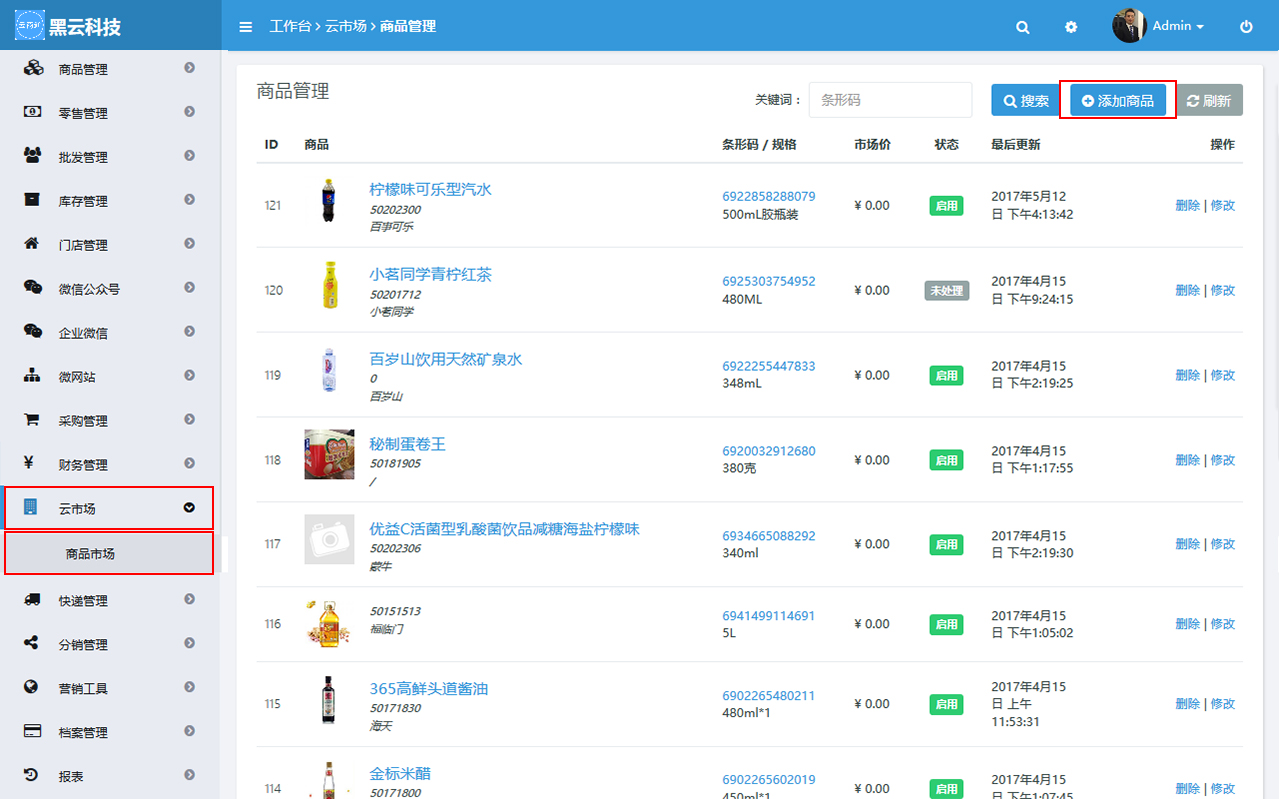 黑云科技
工作台 > 云市场 > 商品管理
Admin
商品管理
零售管理
批发管理
库存管理
门店管理
微信公众号
企业微信
微网站
采购管理
财务管理
云市场
商品市场
快递管理
分销管理
营销工具
档案管理
报表
商品管理
关键词：
条形码
搜索
添加商品
刷新
ID 商品 条形码 / 规格 市场价 状态 最后更新 操作
121 柠檬味可乐型汽水 50202300 百事可乐 6922858288079 500mL胶瓶装 ¥ 0.00 启用 2017年5月12日 下午4:13:42 删除 | 修改
120 小茗同学青柠红茶 50201712 小茗同学 6925303754952 480ML ¥ 0.00 未处理 2017年4月15日 下午9:24:15 删除 | 修改
119 百岁山饮用天然矿泉水 0 百岁山 6922255447833 348mL ¥ 0.00 启用 2017年4月15日 下午2:19:25 删除 | 修改
118 秘制蛋卷王 50181905 / 6920032912680 380克 ¥ 0.00 启用 2017年4月15日 下午1:17:55 删除 | 修改
117 优益C活菌型乳酸菌饮品减糖海盐柠檬味 50202306 蒙牛 6934665088292 340ml ¥ 0.00 启用 2017年4月15日 下午2:19:30 删除 | 修改
116 50151513 福临门 6941499114691 5L ¥ 0.00 启用 2017年4月15日 下午1:05:02 删除 | 修改
115 365高鲜头道酱油 50171830 海天 6902265480211 480ml*1 ¥ 0.00 启用 2017年4月15日 上午11:53:31 删除 | 修改
114 金标米醋 50171800 6902265602019 450ml*1 ¥ 0.00 启用 2017年4月15日 下午1:07:45 删除 | 修改